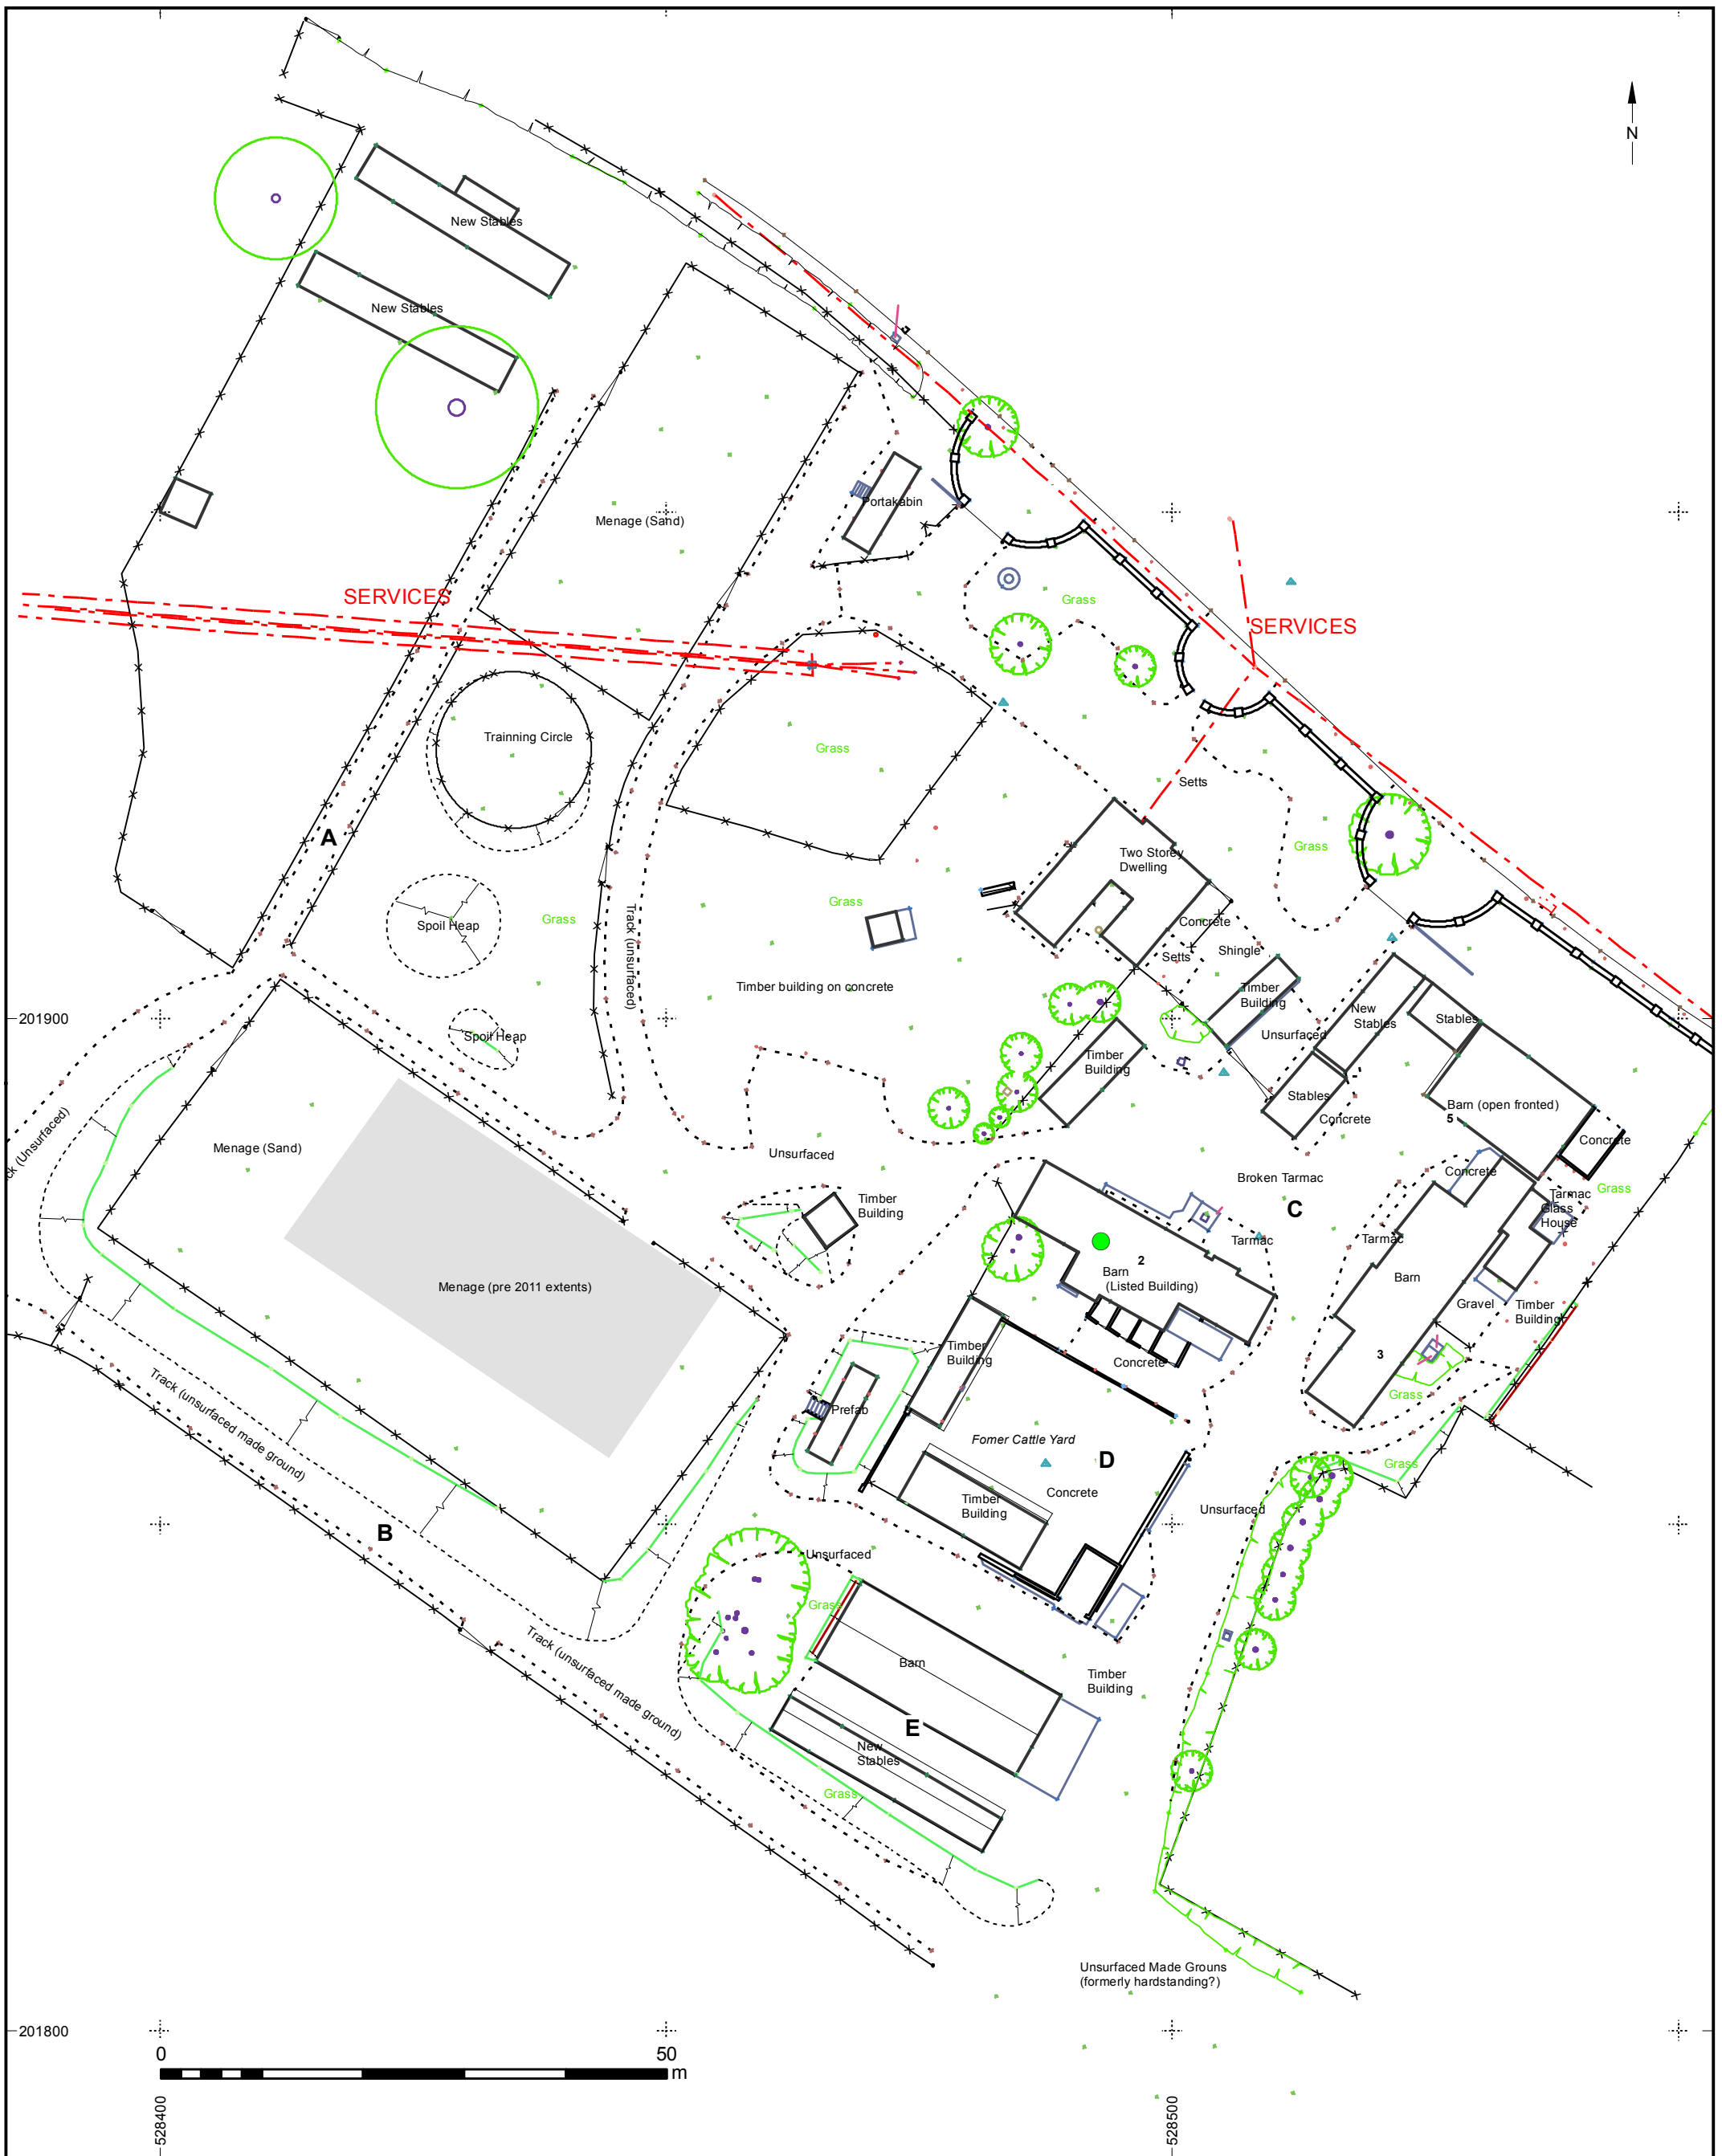 N
New Stables
New Stables
Portakabin
Menage (Sand)
SERVICES
Grass
SERVICES
Trainning Circle
Grass
Setts
A
Grass
Two Storey
Dwelling
Grass
Spoil Heap
Grass
Track (unsurfaced)
Concrete
Setts
Shingle
Timber building on concrete
Timber
Building
New
Stables
Stables
201900
Spoil Heap
Unsurfaced
Timber
Building
Stables
Concrete
Barn (open fronted)
5
Concrete
ck (Unsurfaced)
Menage (Sand)
Unsurfaced
Broken Tarmac
Concrete
Grass
C
Timber
Building
Tarmac
Glass
House
Tarmac
Tarmac
2
Barn
(Listed Building)
Menage (pre 2011 extents)
Barn
Gravel
Timber
Building
Timber
Building
Concrete
3
Grass
Track (unsurfaced made ground)
Prefab
Fomer Cattle Yard
D
Grass
Concrete
Timber
Building
Unsurfaced
B
Unsurfaced
Grass
Track (unsurfaced made ground)
Barn
Timber
Building
E
New
Stables
Grass
Unsurfaced Made Grouns
(formerly hardstanding?)
201800
0
50
m
528400
528500